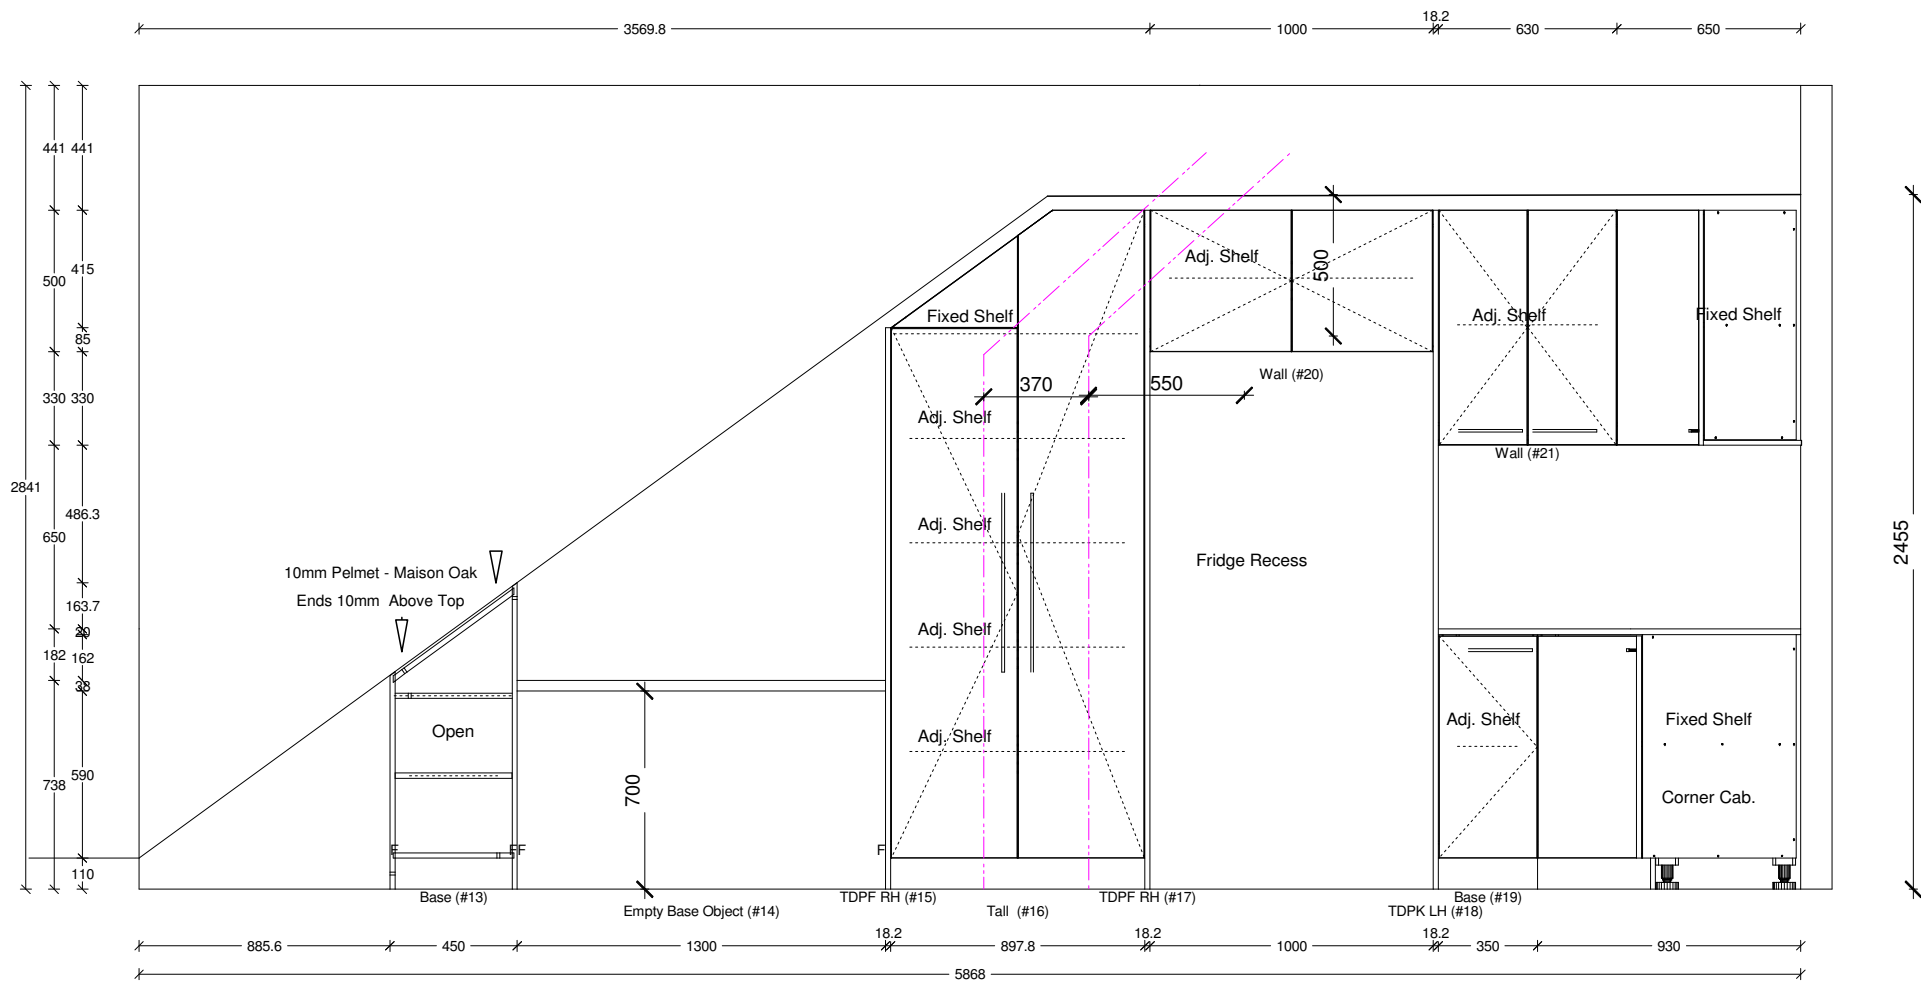 18.2
3569.8
1000
630
650
441
441
415
500
85
330
330
2841
486.3
650
163.7
20
182
162
38
590
738
110
500
Adj. Shelf
Fixed Shelf
Adj. Shelf
Fixed Shelf
370
550
Wall (#20)
Adj. Shelf
Wall (#21)
Adj. Shelf
2455
Fridge Recess
10mm Pelmet - Maison Oak
Ends 10mm Above Top
Adj. Shelf
Open
Adj. Shelf
Adj. Shelf
Fixed Shelf
700
Corner Cab.
F
FF
F
Base (#13)
TDPF RH (#15)
TDPF RH (#17)
Base (#19)
Empty Base Object (#14)
Tall (#16)
TDPK LH (#18)
18.2
18.2
18.2
885.6
450
1300
897.8
1000
350
930
5868